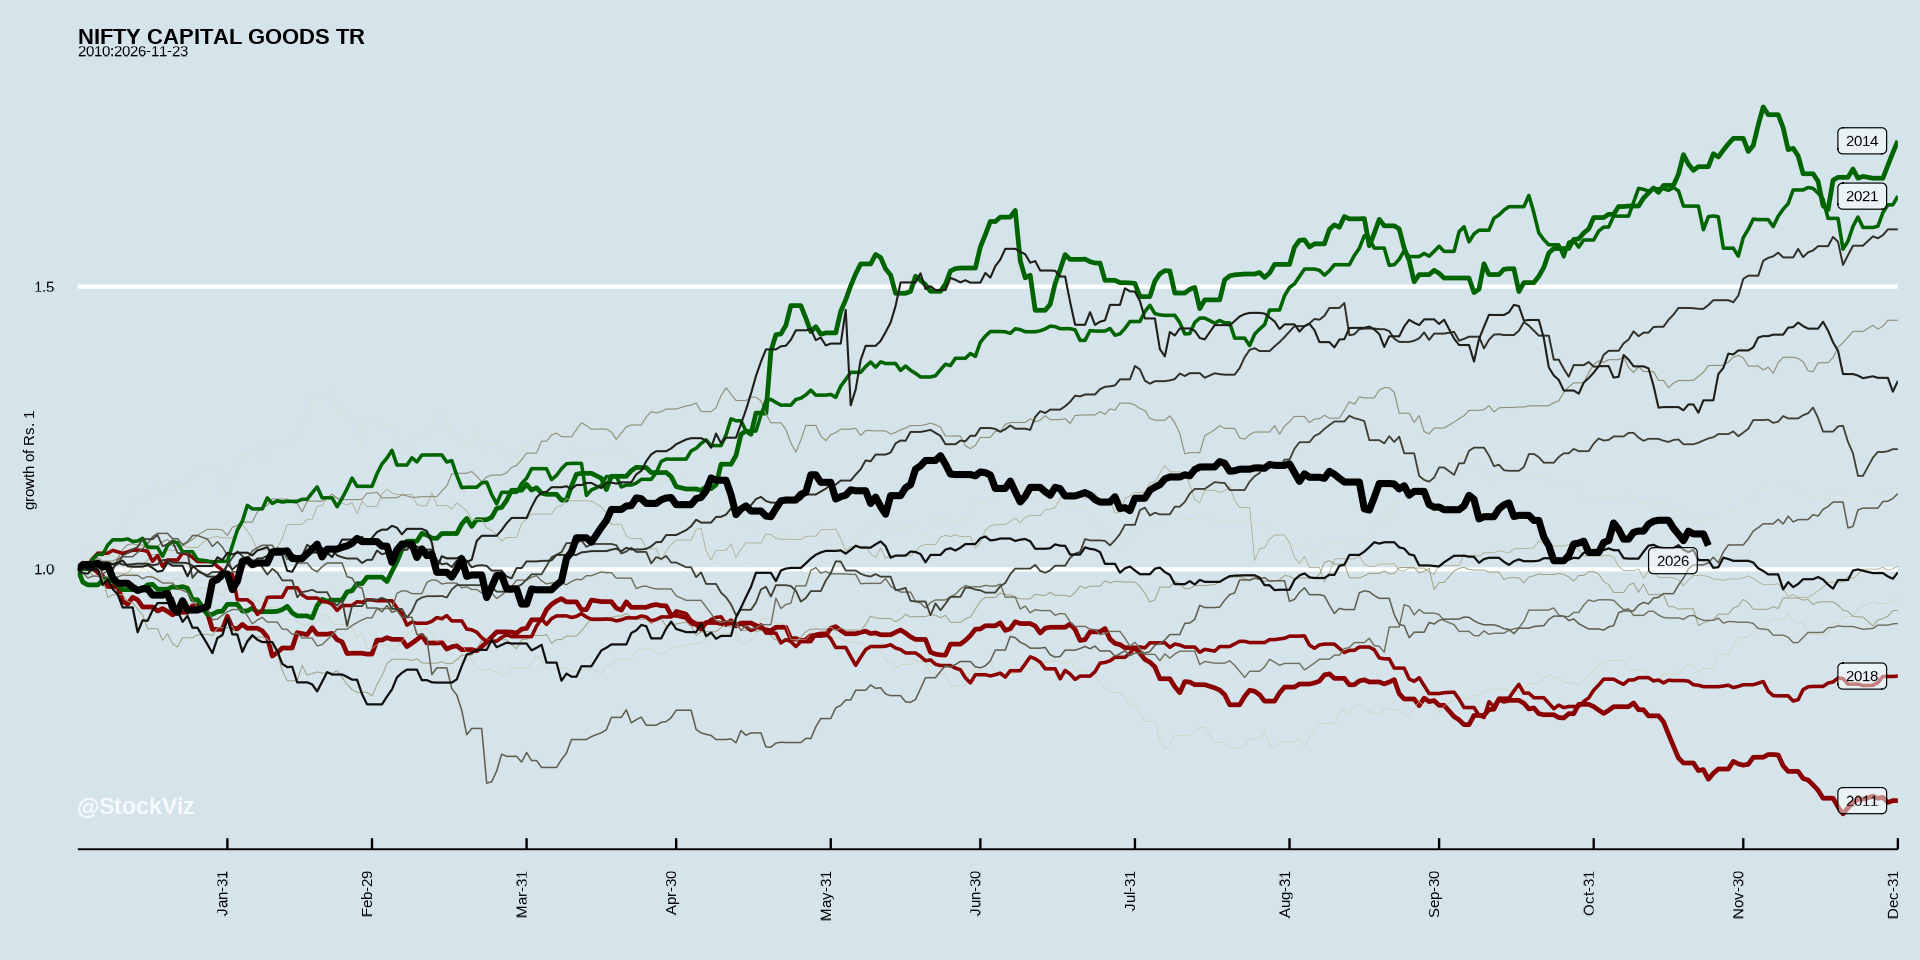 NIFTY CAPITAL GOODS TR
2010:2026-11-23
2014
2021
1.5
growth of Rs. 1
1.0
2026
2018
2011
@StockViz
Jan-31
Feb-29
Mar-31
Apr-30
May-31
Jun-30
Jul-31
Aug-31
Sep-30
Oct-31
Nov-30
Dec-31